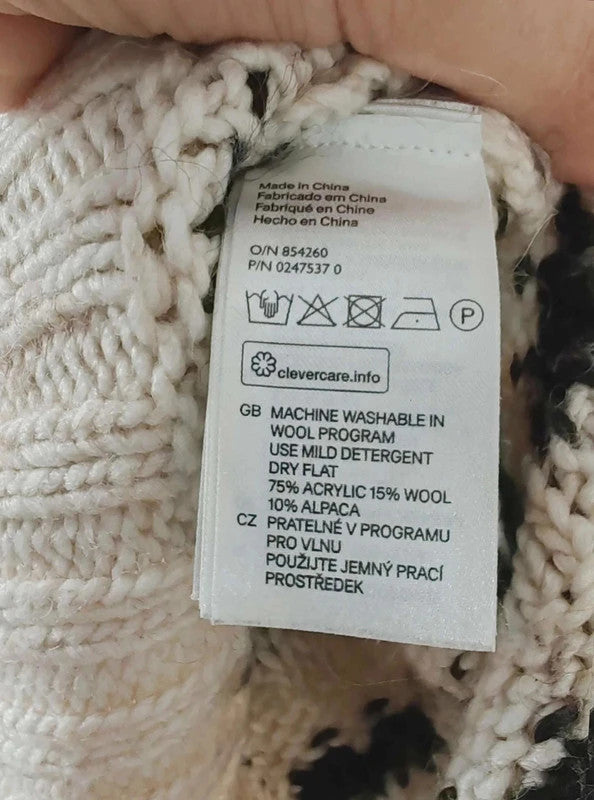 Made in China
Fabricado em China
Fabriqué en Chine
Hecho en China
O/N 854260
P/N 0247537 0
P
clevercare.info
GB MACHINE WASHABLE IN
WOOL PROGRAM
USE MILD DETERGENT
DRY FLAT
75% ACRYLIC 15% WOOL
10% ALPACA
CZ PRATELNÉ V PROGRAMU
PRO VLNU
POUŽIJTE JEMNÝ PRACÍ
PROSTŘEDEK